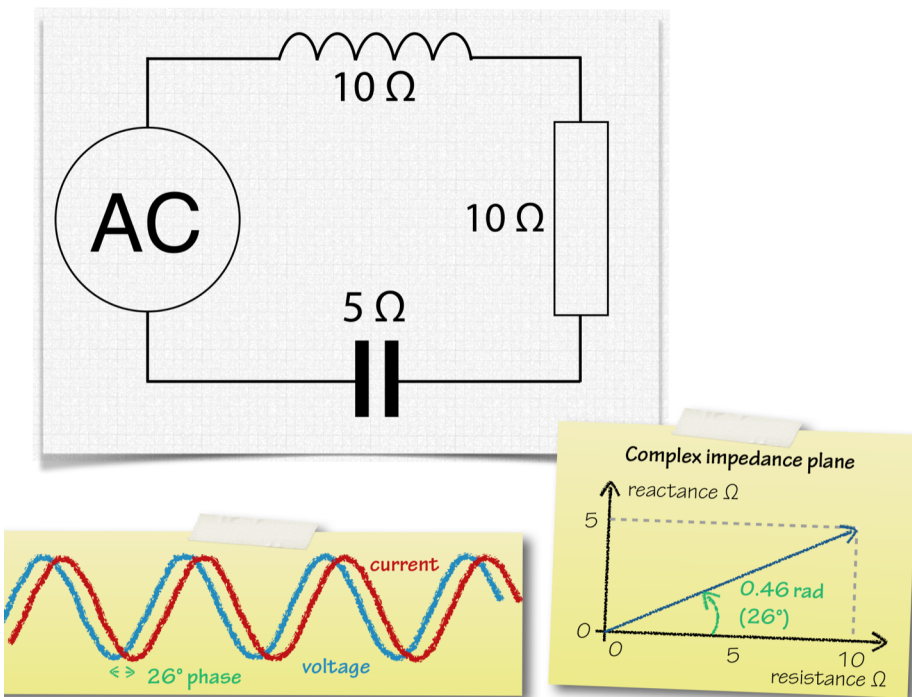 10 Ω
AC
10 Ω
5 Ω
Complex impedance plane
reactance Ω
5
0.46 rad
(26°)
0
0
5
10
resistance Ω
current
voltage
26° phase